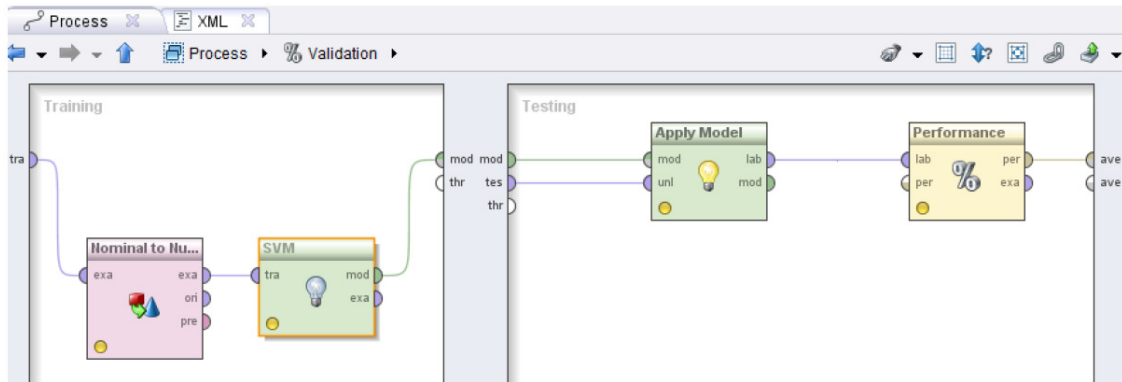 Process
XML
Process
Validation
Training
tra
Nominal to Nu...
exa
exa
ori
pre
SVM
tra
mod
exa
mod
thr
Testing
mod
tes
thr
Apply Model
mod
unl
lab
mod
Performance
lab
per
%
per
exa
ave
ave